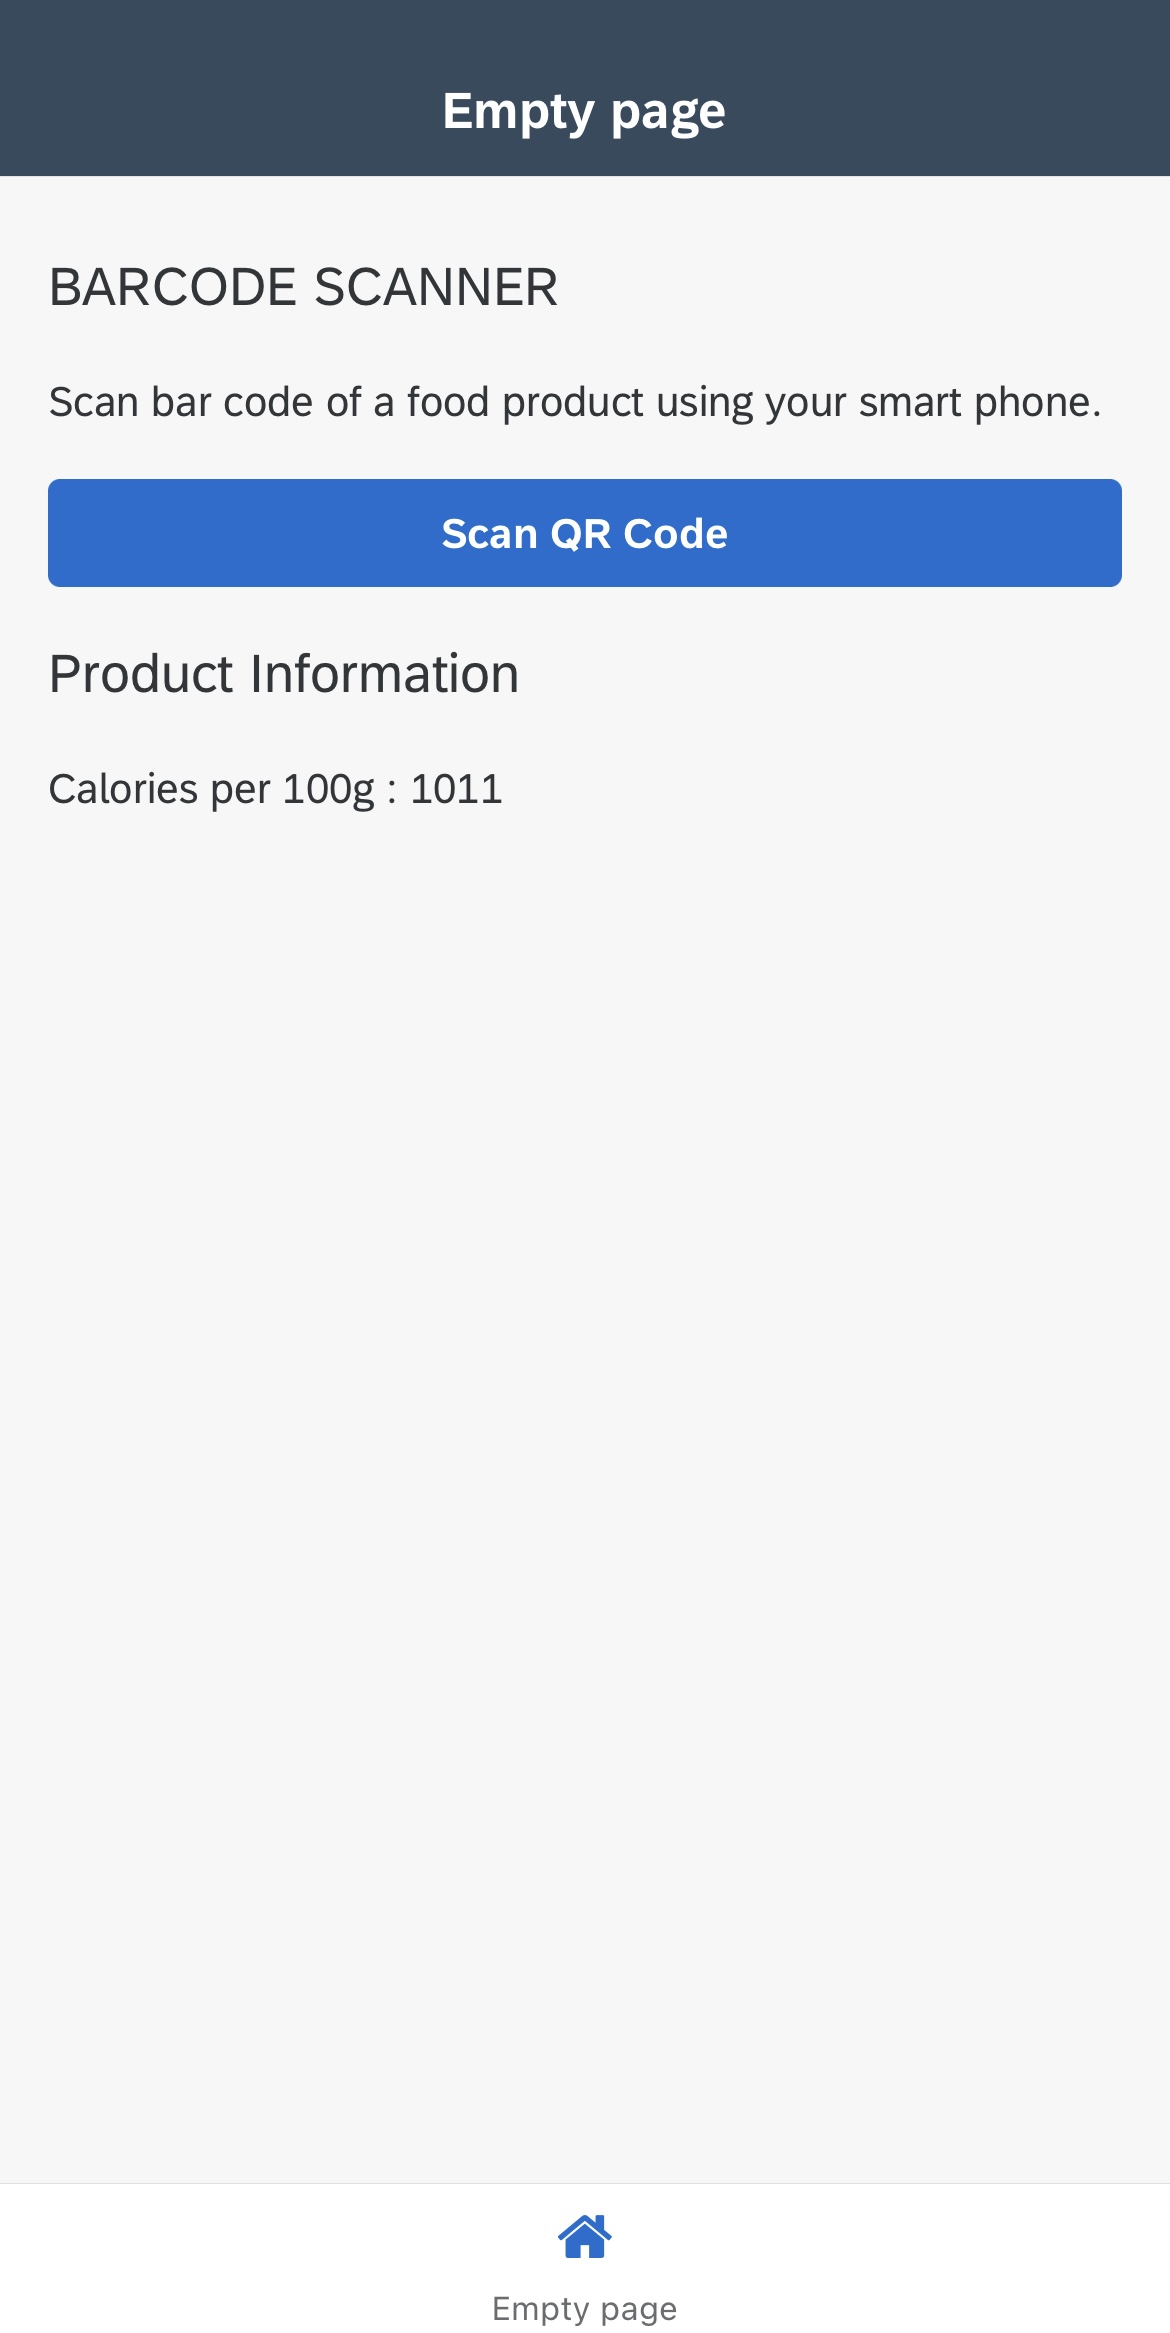 Empty page
BARCODE SCANNER
Scan bar code of a food product using your smart phone.
Scan QR Code
Product Information
Calories per 100g : 1011
Empty page